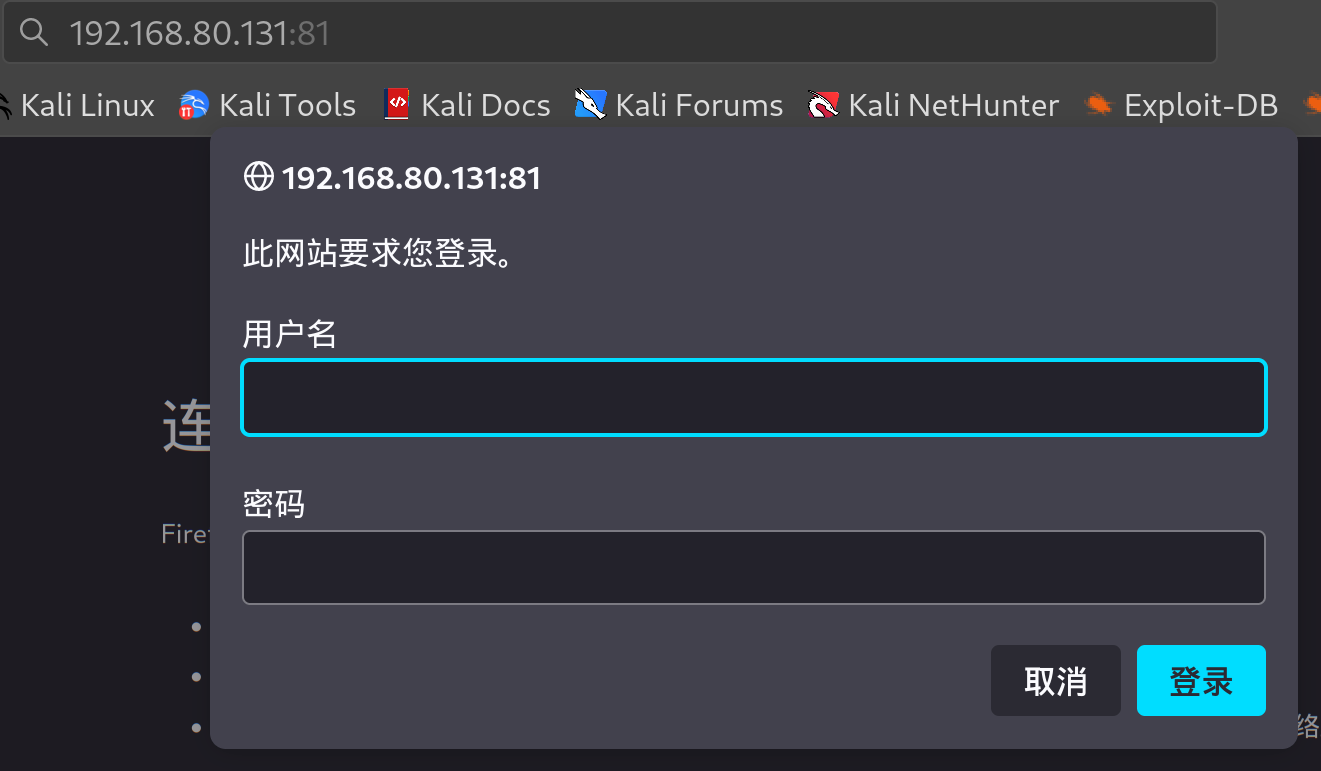 192.168.80.131:81
Kali Linux Kali Tools Kali Docs Kali Forums Kali NetHunter Exploit-DB
192.168.80.131:81
此网站要求您登录。
用户名
连
Firef
密码
取消 登录
络